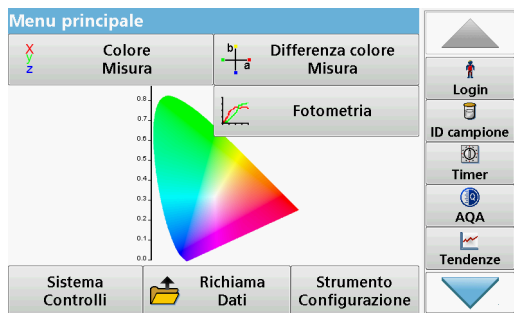 Menu principale
X
y
z
Colore
Misura
b
a
Differenza colore
Misura
Fotometria
0.8
0.7
0.6
0.5
0.4
0.3
0.2
0.1
0.0
Sistema
Controlli
Richiama
Dati
Strumento
Configurazione
Login
ID campione
Timer
AQA
Tendenze